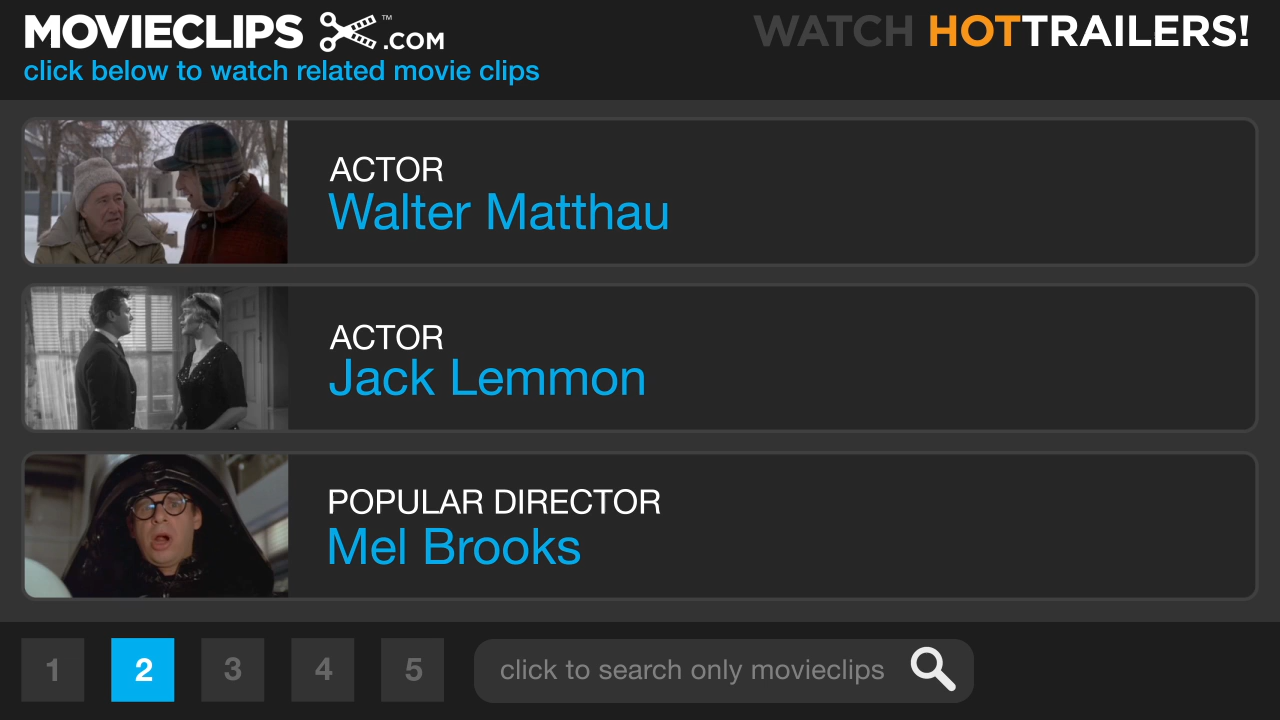 MOVIECLIPS ™ .COM
WATCH HOTTRAILERS!
click below to watch related movie clips
ACTOR
Walter Matthau
ACTOR
Jack Lemmon
POPULAR DIRECTOR
Mel Brooks
1 2 3 4 5 click to search only movieclips